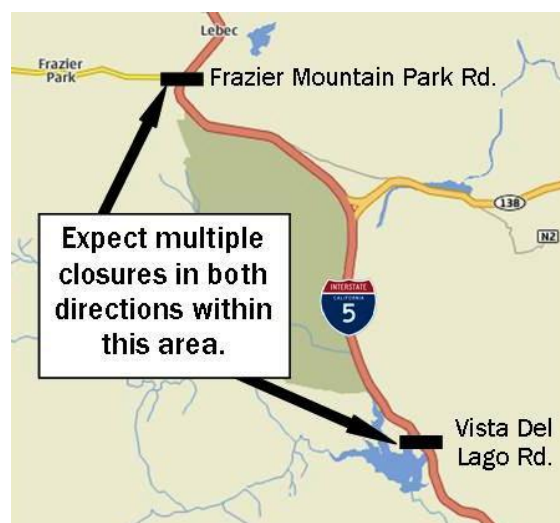 Lebec
Frazier
Park
Frazier Mountain Park Rd.
138
N2
Expect multiple
closures in both
directions within
this area.
INTERSTATE
CALIFORNIA
5
Vista Del
Lago Rd.